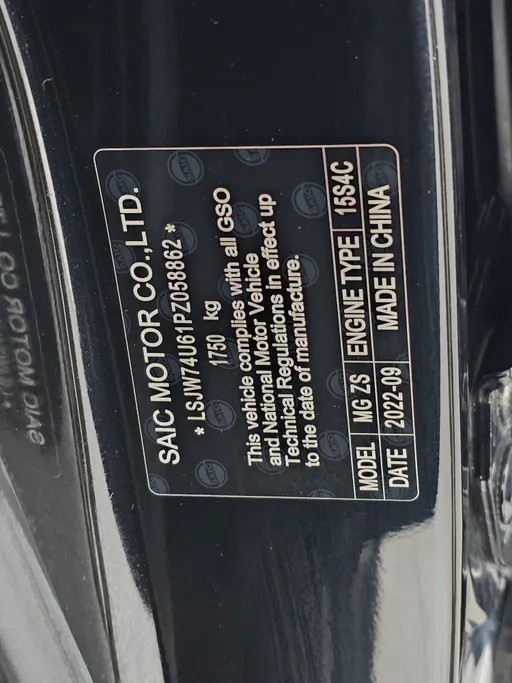 SAIC MOTOR CO.,LTD.
* LSJW74U61PZ058862 *
1750 kg
This vehicle complies with all GSO
and National Motor Vehicle
Technical Regulations in effect up
to the date of manufacture.
MODEL MG ZS ENGINE TYPE 15S4C
DATE 2022-09 MADE IN CHINA